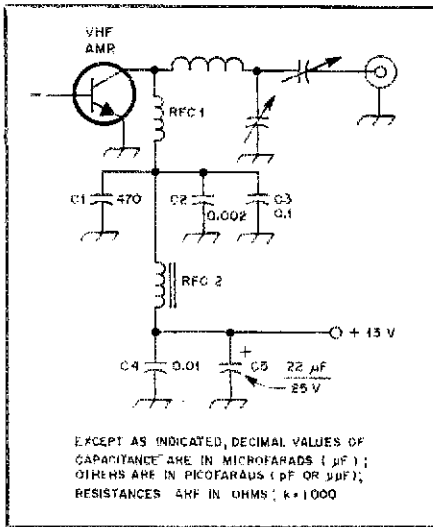 VHF
AMP.
RFC 1
C1
470
C2
0.002
C3
0.1
RFC 2
+ 13 V
C4
0.01
+
C5
22 µF
25 V
EXCEPT AS INDICATED, DECIMAL VALUES OF
CAPACITANCE ARE IN MICROFARADS ( µF ) ;
OTHERS ARE IN PICOFARADS ( pF OR µµF);
RESISTANCES ARE IN OHMS ; k=1000